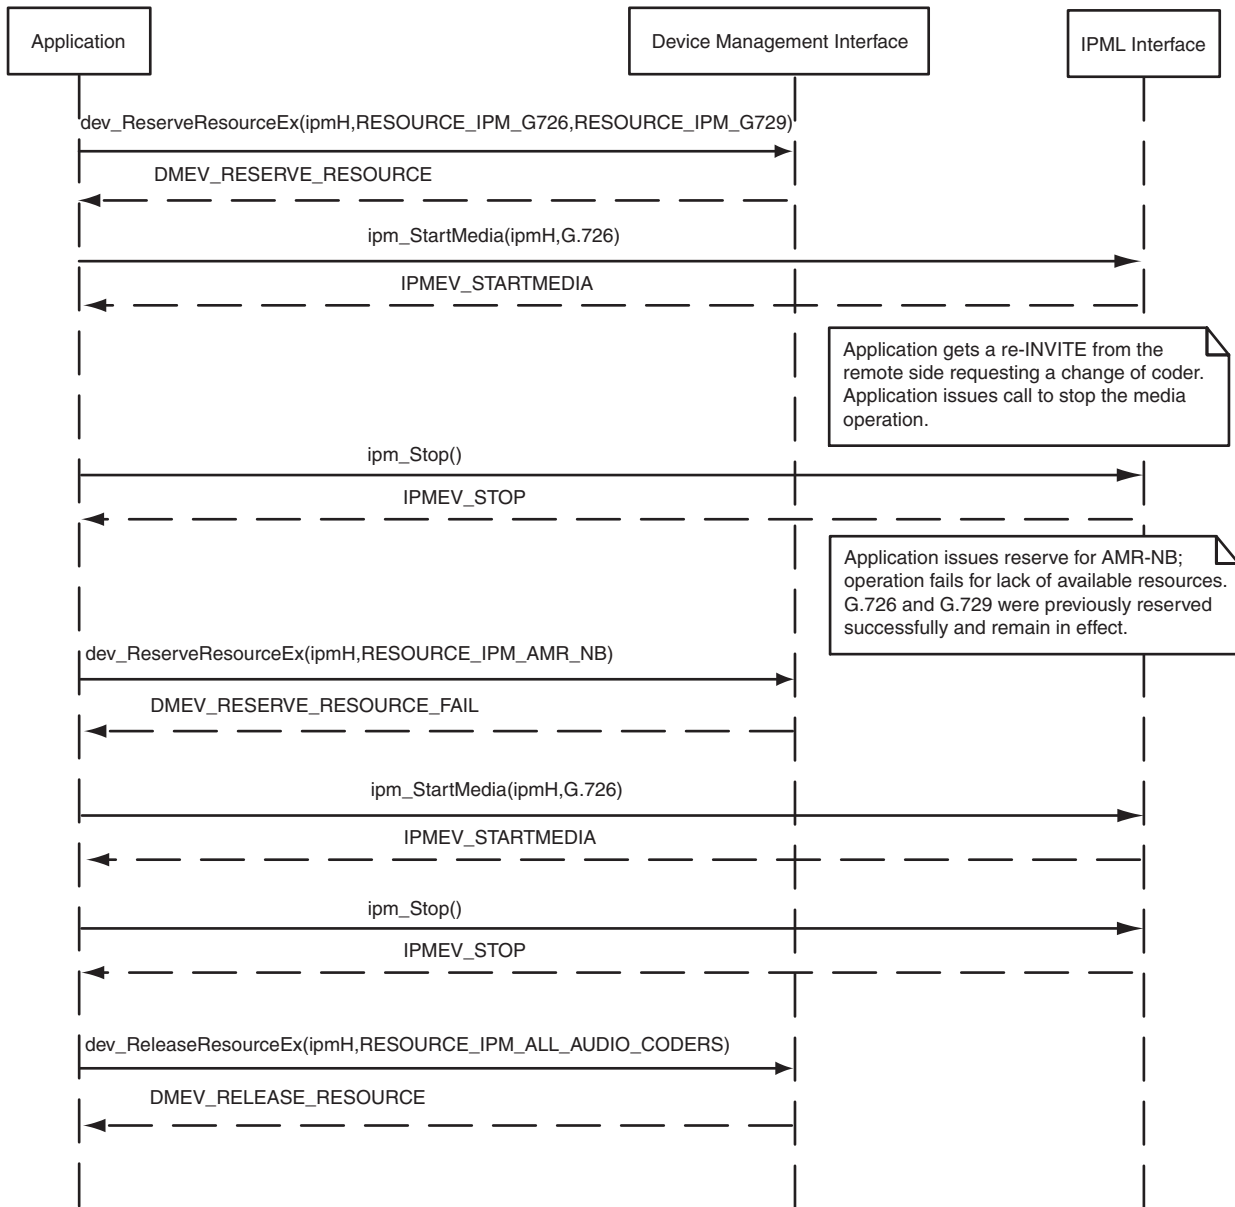 Application
Device Management Interface
IPML Interface
dev_ReserveResourceEx(ipmH,RESOURCE_IPM_G726,RESOURCE_IPM_G729)
DMEV_RESERVE_RESOURCE
ipm_StartMedia(ipmH,G.726)
IPMEV_STARTMEDIA
Application gets a re-INVITE from the
remote side requesting a change of coder.
Application issues call to stop the media
operation.
ipm_Stop()
IPMEV_STOP
Application issues reserve for AMR-NB;
operation fails for lack of available resources.
G.726 and G.729 were previously reserved
successfully and remain in effect.
dev_ReserveResourceEx(ipmH,RESOURCE_IPM_AMR_NB)
DMEV_RESERVE_RESOURCE_FAIL
ipm_StartMedia(ipmH,G.726)
IPMEV_STARTMEDIA
ipm_Stop()
IPMEV_STOP
dev_ReleaseResourceEx(ipmH,RESOURCE_IPM_ALL_AUDIO_CODERS)
DMEV_RELEASE_RESOURCE